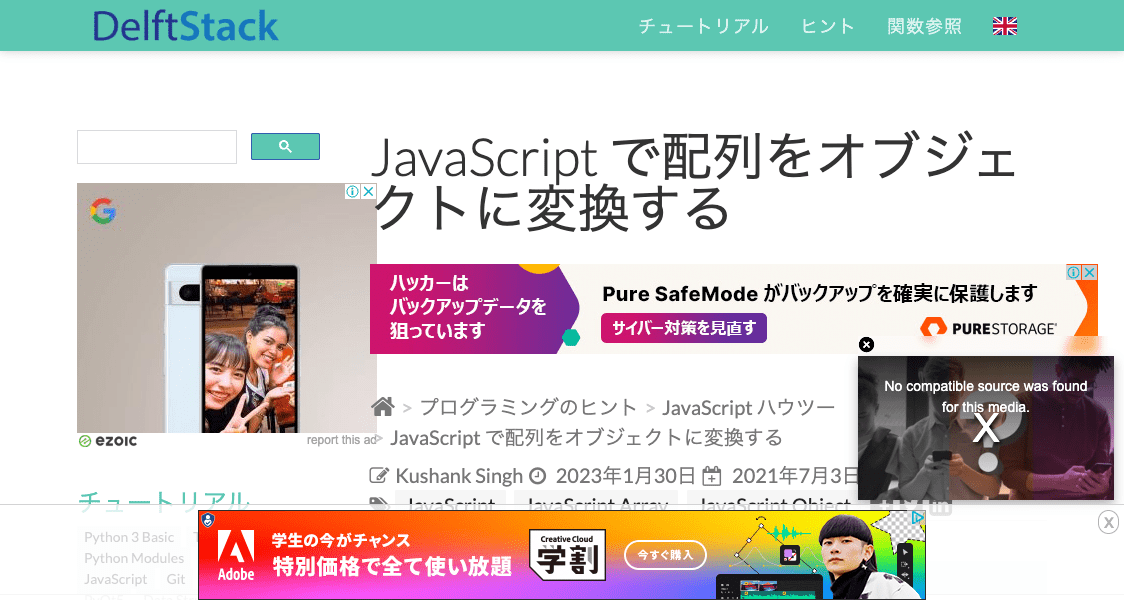 DelftStack
チュートリアル ヒント 関数参照
JavaScript で配列をオブジェ
クトに変換する
ハッカーは
バックアップデータを
狙っています
Pure SafeMode がバックアップを確実に保護します
サイバー対策を見直す
PURESTORAGE
No compatible source was found
for this media.
X
プログラミングのヒント > JavaScript ハウツー
> JavaScript で配列をオブジェクトに変換する
ezoic
report this ad
Kushank Singh 2023年1月30日 2021年7月3日
JavaScript JavaScript Array JavaScript Object
チュートリアル
Python 3 Basic
Python Modules
JavaScript Git
Adobe
学生の今がチャンス
特別価格で全て使い放題
Creative Cloud
学割
今すぐ購入
X